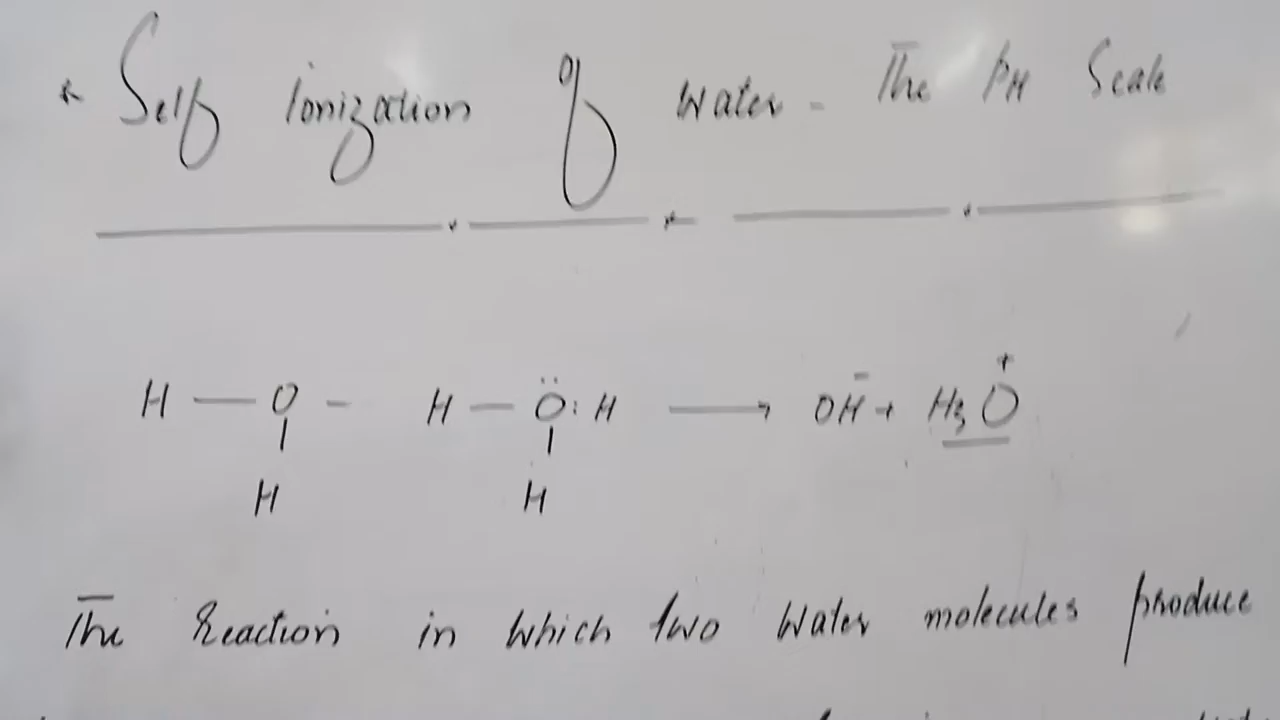 * Self Ionization of water - The PH Scale
H — O - H — Ö: H → OH⁻ + H₃O⁺
| |
H H
The Reaction in which two water molecules produce